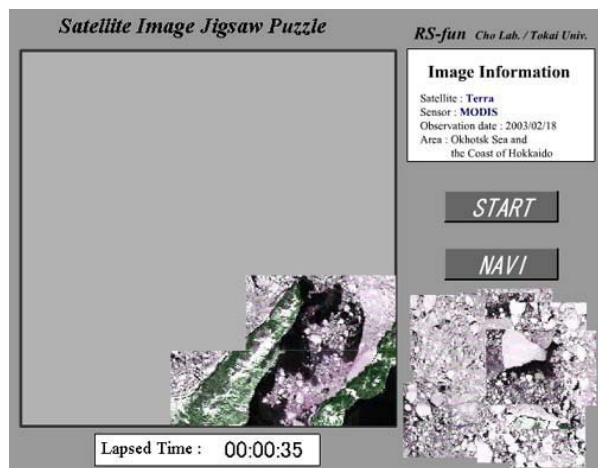 Satellite Image Jigsaw Puzzle
RS-fun Cho Lab. / Tokai Univ.
Image Information
Satellite : Terra
Sensor : MODIS
Observation date : 2003/02/18
Area : Okhotsk Sea and
the Coast of Hokkaido
START
NAVI
Lapsed Time : 00:00:35